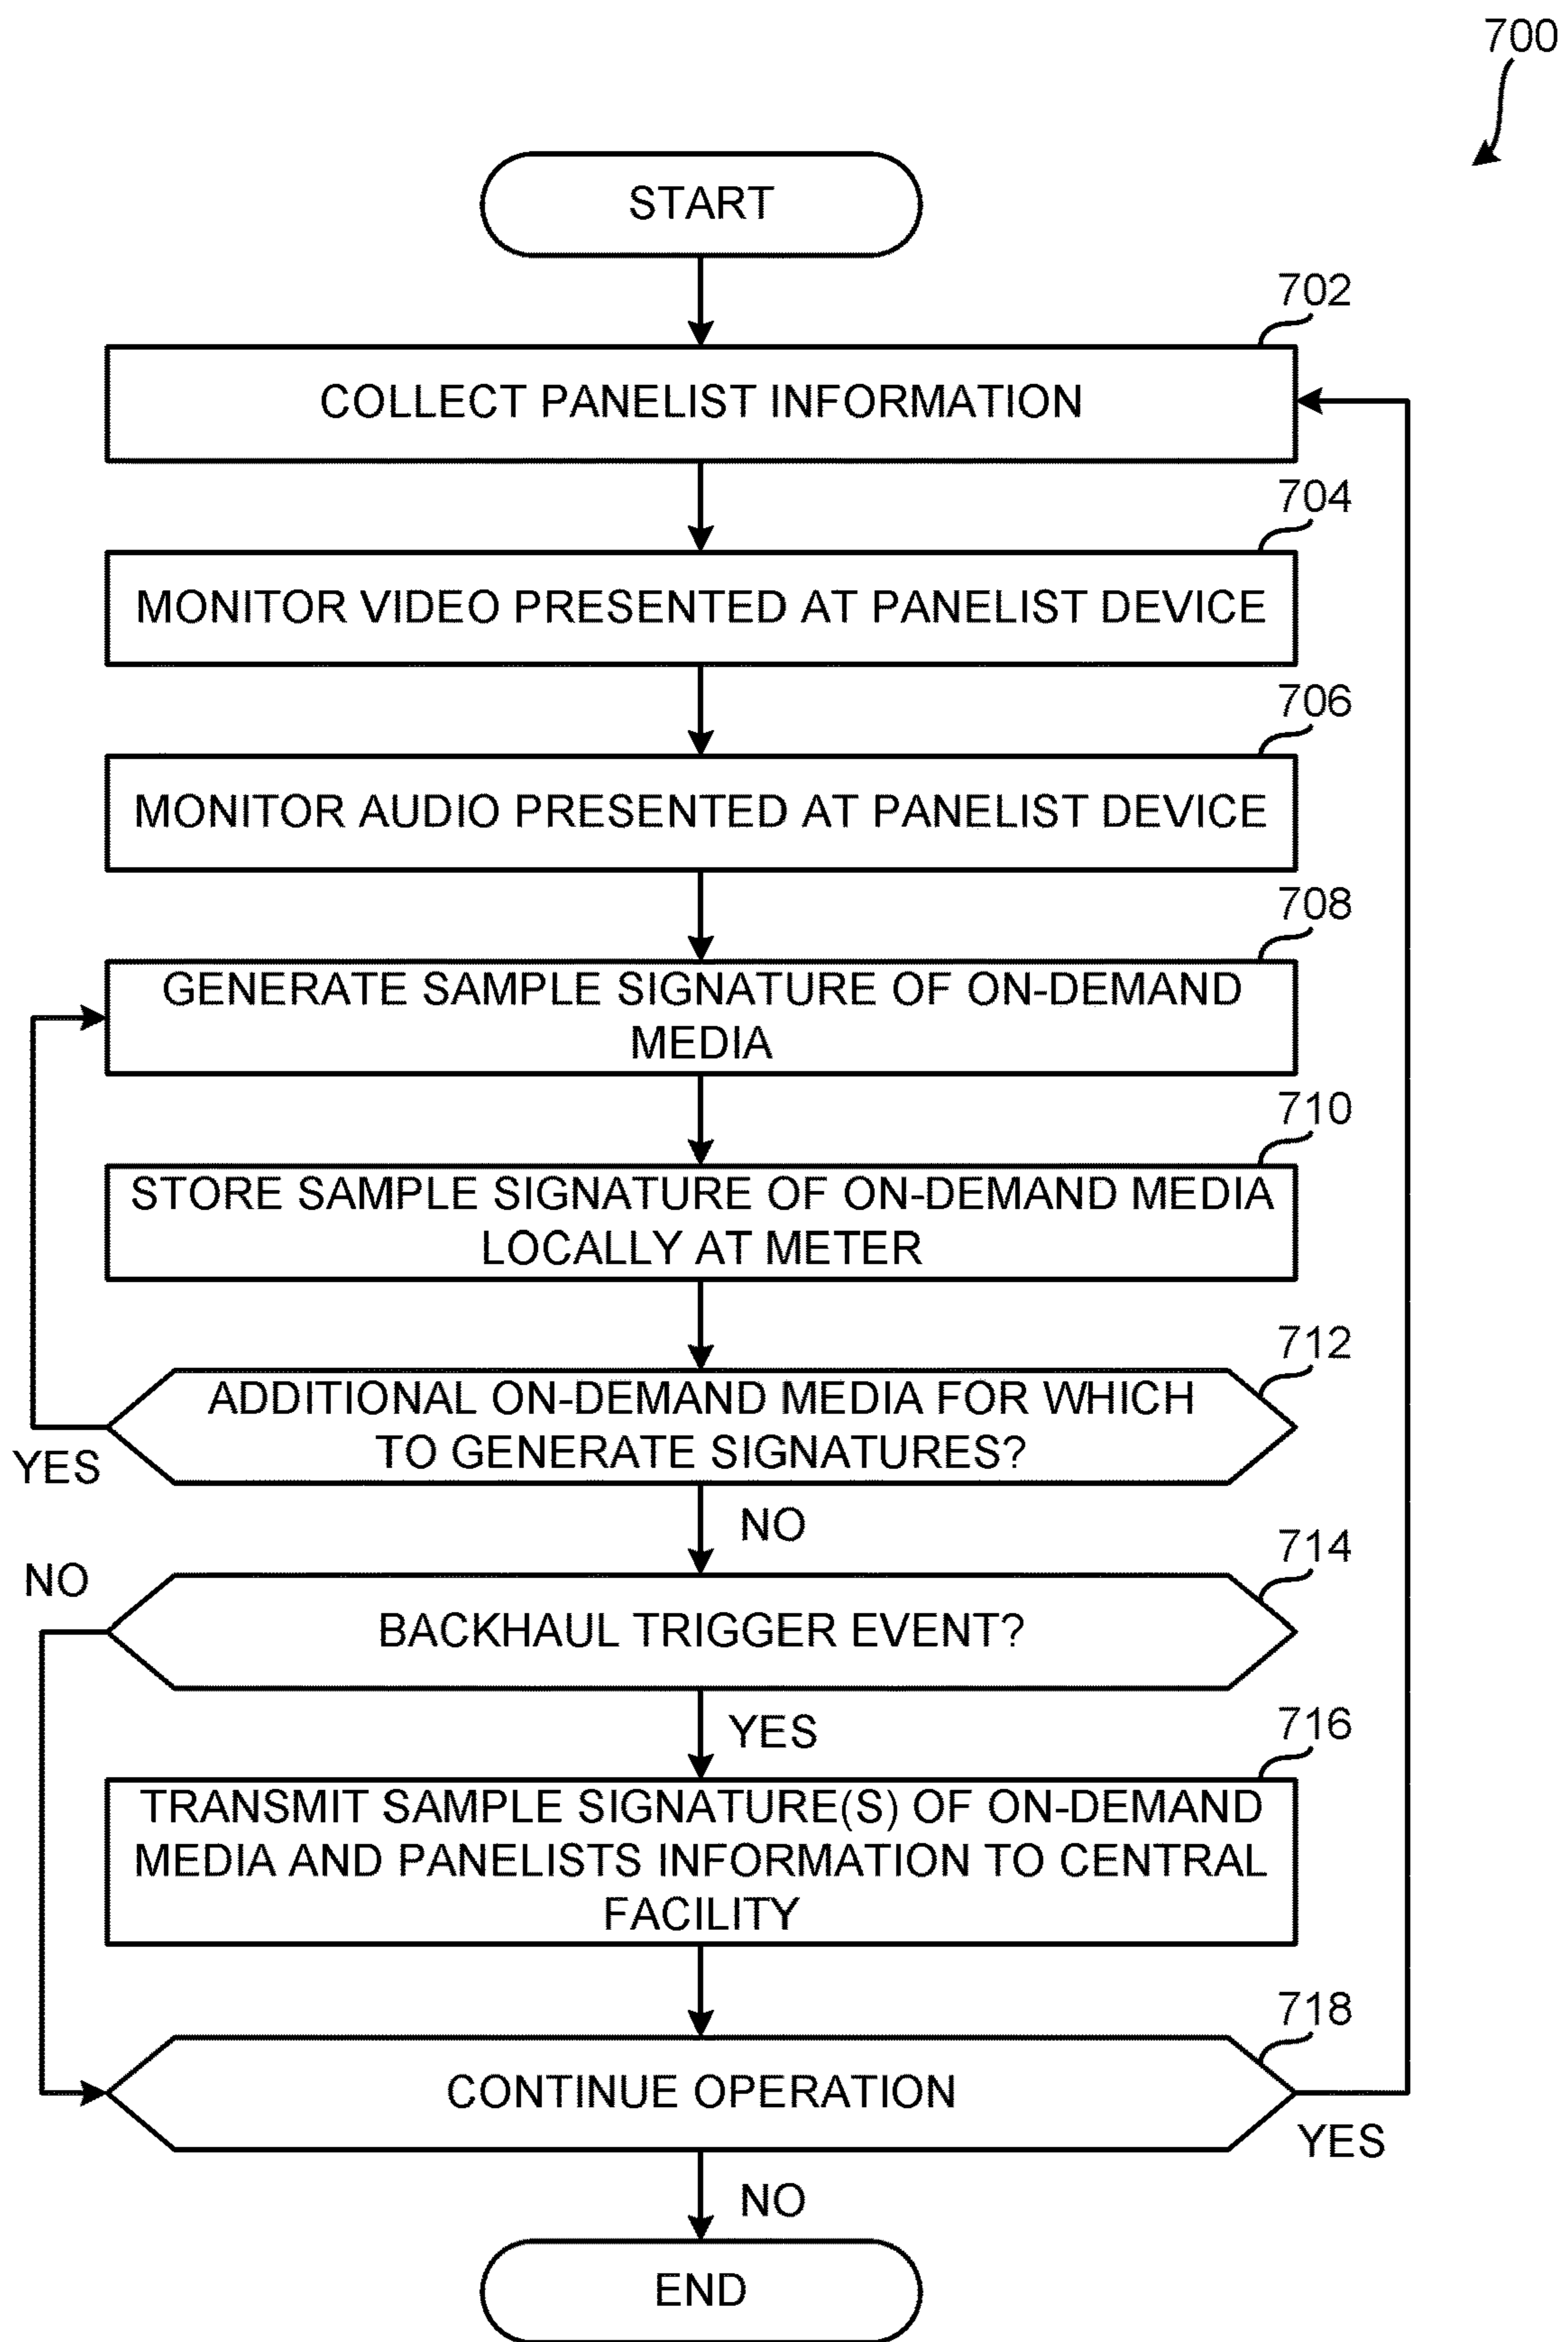 700
START
702
COLLECT PANELIST INFORMATION
704
MONITOR VIDEO PRESENTED AT PANELIST DEVICE
706
MONITOR AUDIO PRESENTED AT PANELIST DEVICE
708
GENERATE SAMPLE SIGNATURE OF ON-DEMAND
MEDIA
710
STORE SAMPLE SIGNATURE OF ON-DEMAND MEDIA
LOCALLY AT METER
712
ADDITIONAL ON-DEMAND MEDIA FOR WHICH
TO GENERATE SIGNATURES?
YES
NO
714
NO
BACKHAUL TRIGGER EVENT?
YES
716
TRANSMIT SAMPLE SIGNATURE(S) OF ON-DEMAND
MEDIA AND PANELISTS INFORMATION TO CENTRAL
FACILITY
718
CONTINUE OPERATION
YES
NO
END